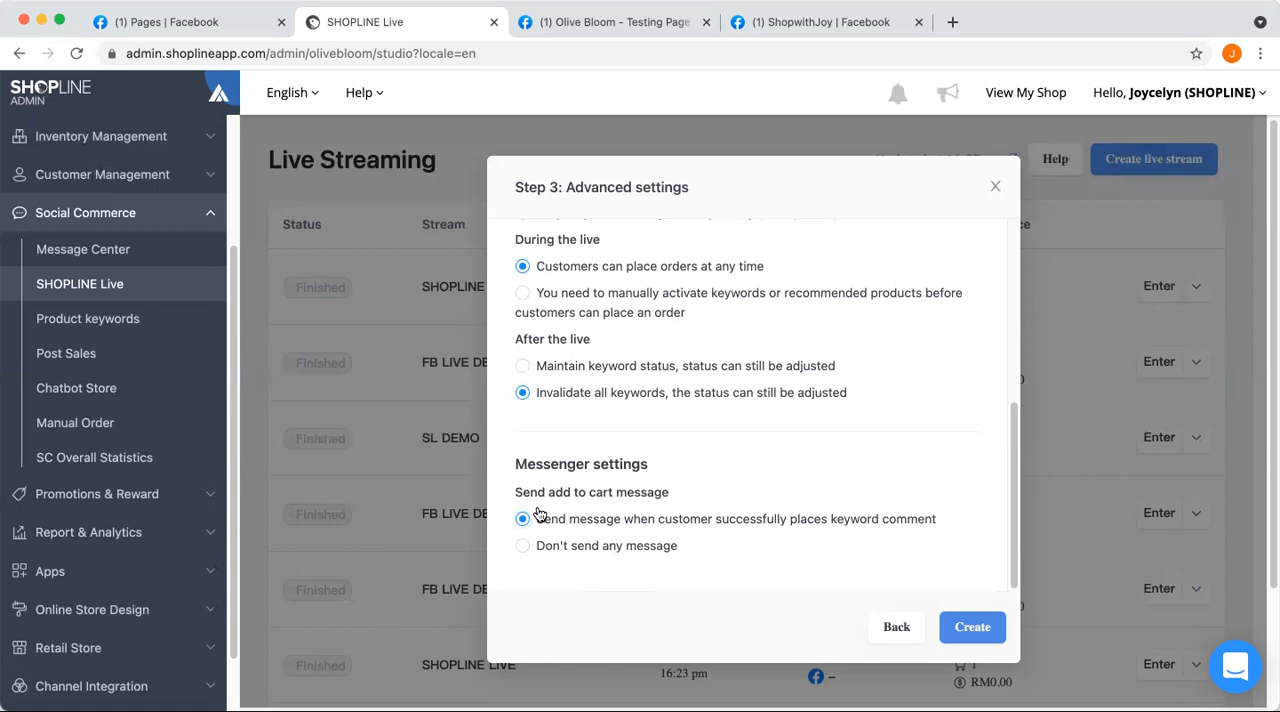 (1) Pages | Facebook
SHOPLINE Live
(1) Olive Bloom - Testing Page
(1) ShopwithJoy | Facebook
admin.shoplineapp.com/admin/olivebloom/studio?locale=en
J
SHOPLINE
ADMIN
English
Help
View My Shop
Hello, Joycelyn (SHOPLINE)
Inventory Management
Customer Management
Social Commerce
Message Center
SHOPLINE Live
Product keywords
Post Sales
Chatbot Store
Manual Order
SC Overall Statistics
Promotions & Reward
Report & Analytics
Apps
Online Store Design
Retail Store
Channel Integration
Live Streaming
Help
Create live stream
Status
Stream
Finished
SHOPLINE
Enter
Finished
FB LIVE DE
Enter
Finished
SL DEMO
Enter
Finished
FB LIVE DE
Enter
Finished
FB LIVE DE
Enter
Finished
SHOPLINE LIVE
16:23 pm
–
1
RM0.00
Enter
Step 3: Advanced settings
During the live
Customers can place orders at any time
You need to manually activate keywords or recommended products before
customers can place an order
After the live
Maintain keyword status, status can still be adjusted
Invalidate all keywords, the status can still be adjusted
Messenger settings
Send add to cart message
Send message when customer successfully places keyword comment
Don't send any message
Back
Create